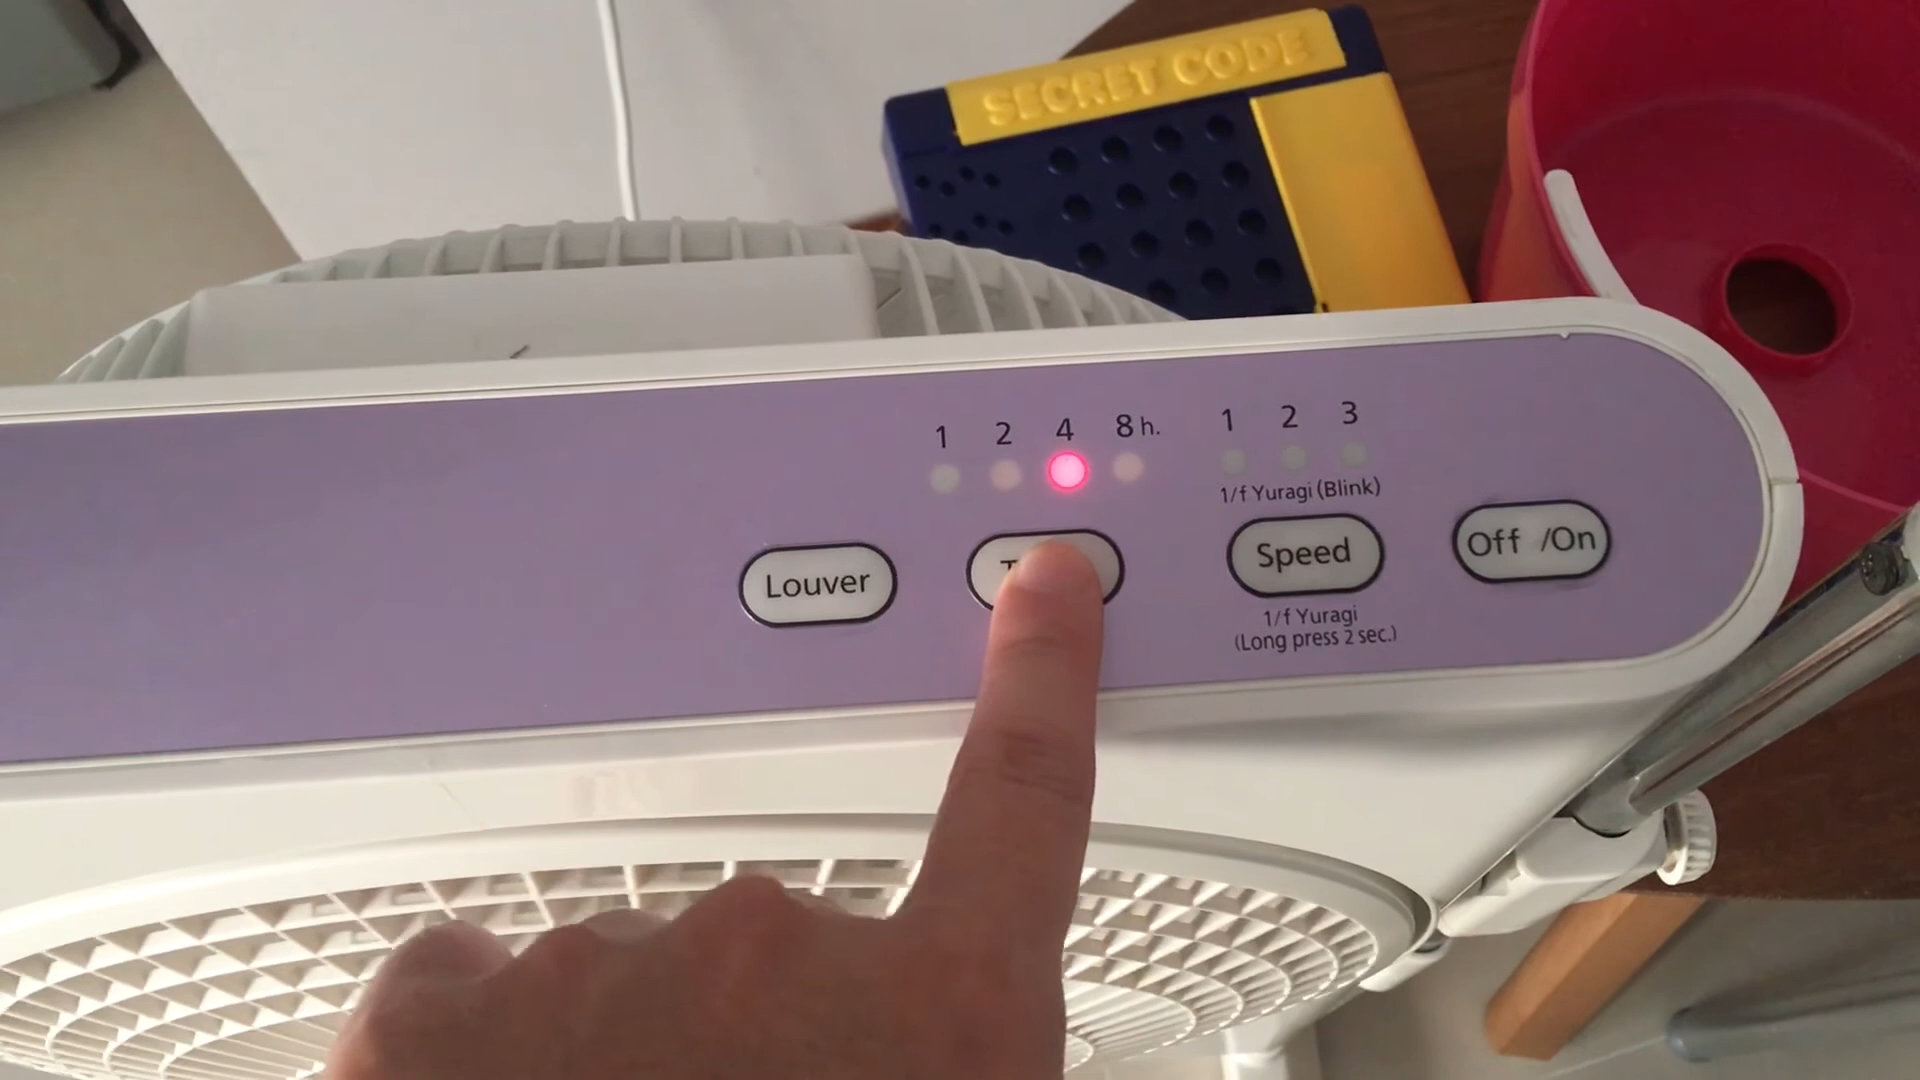 SECRET CODE
1 2 4 8 h.
1 2 3
1/f Yuragi (Blink)
Louver
Speed
Off /On
1/f Yuragi
(Long press 2 sec.)